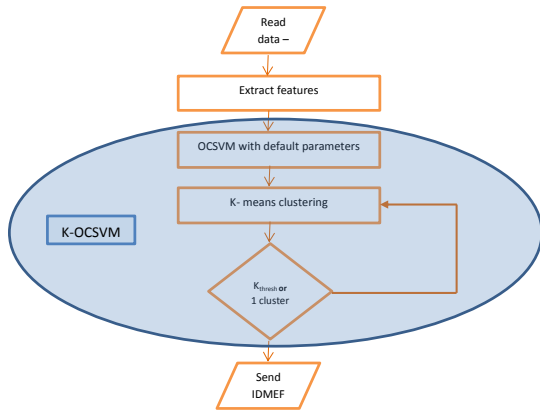 Read
data –
Extract features
OCSVM with default parameters
K- means clustering
K-OCSVM
Kthresh or
1 cluster
Send
IDMEF